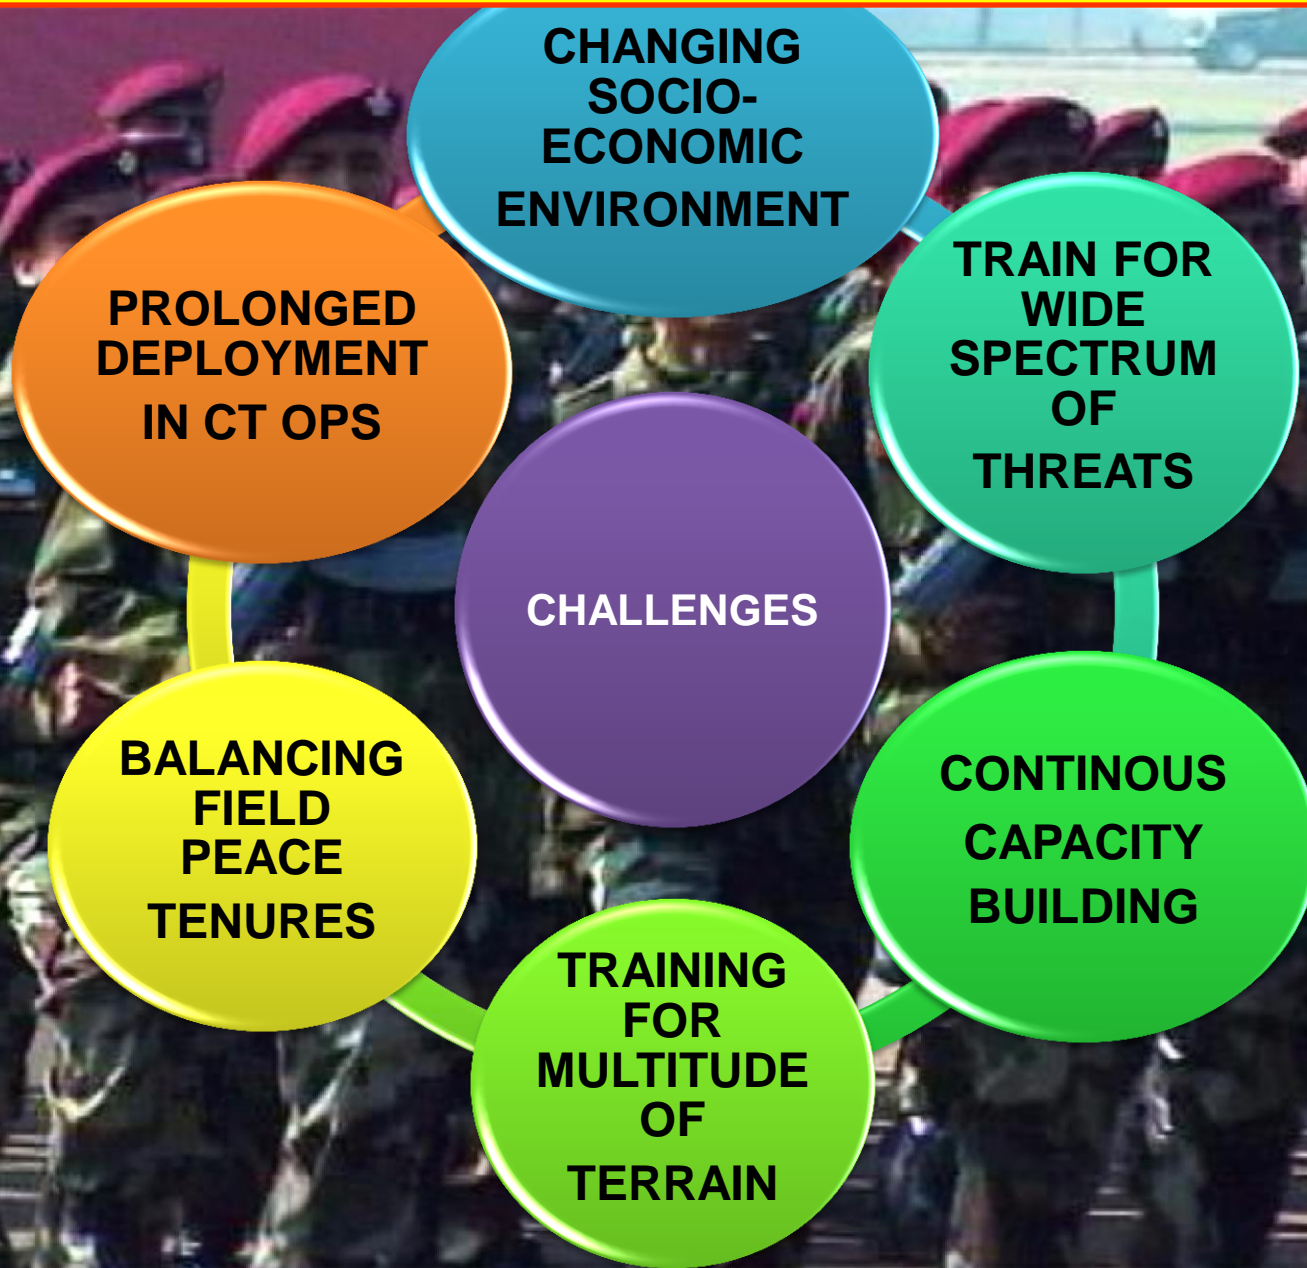 CHANGING
SOCIO-
ECONOMIC
ENVIRONMENT
TRAIN FOR
WIDE
SPECTRUM
OF
THREATS
CONTINOUS
CAPACITY
BUILDING
TRAINING
FOR
MULTITUDE
OF
TERRAIN
BALANCING
FIELD
PEACE
TENURES
PROLONGED
DEPLOYMENT
IN CT OPS
CHALLENGES